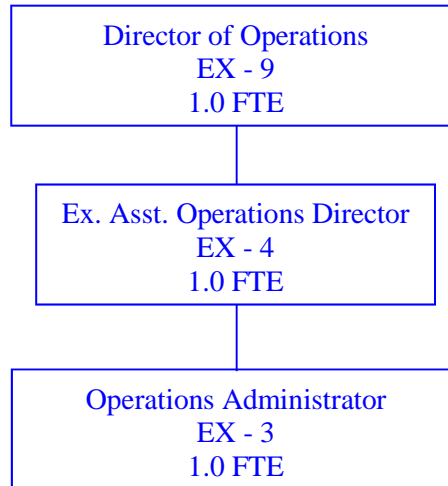 Director of Operations
EX - 9
1.0 FTE
Ex. Asst. Operations Director
EX - 4
1.0 FTE
Operations Administrator
EX - 3
1.0 FTE